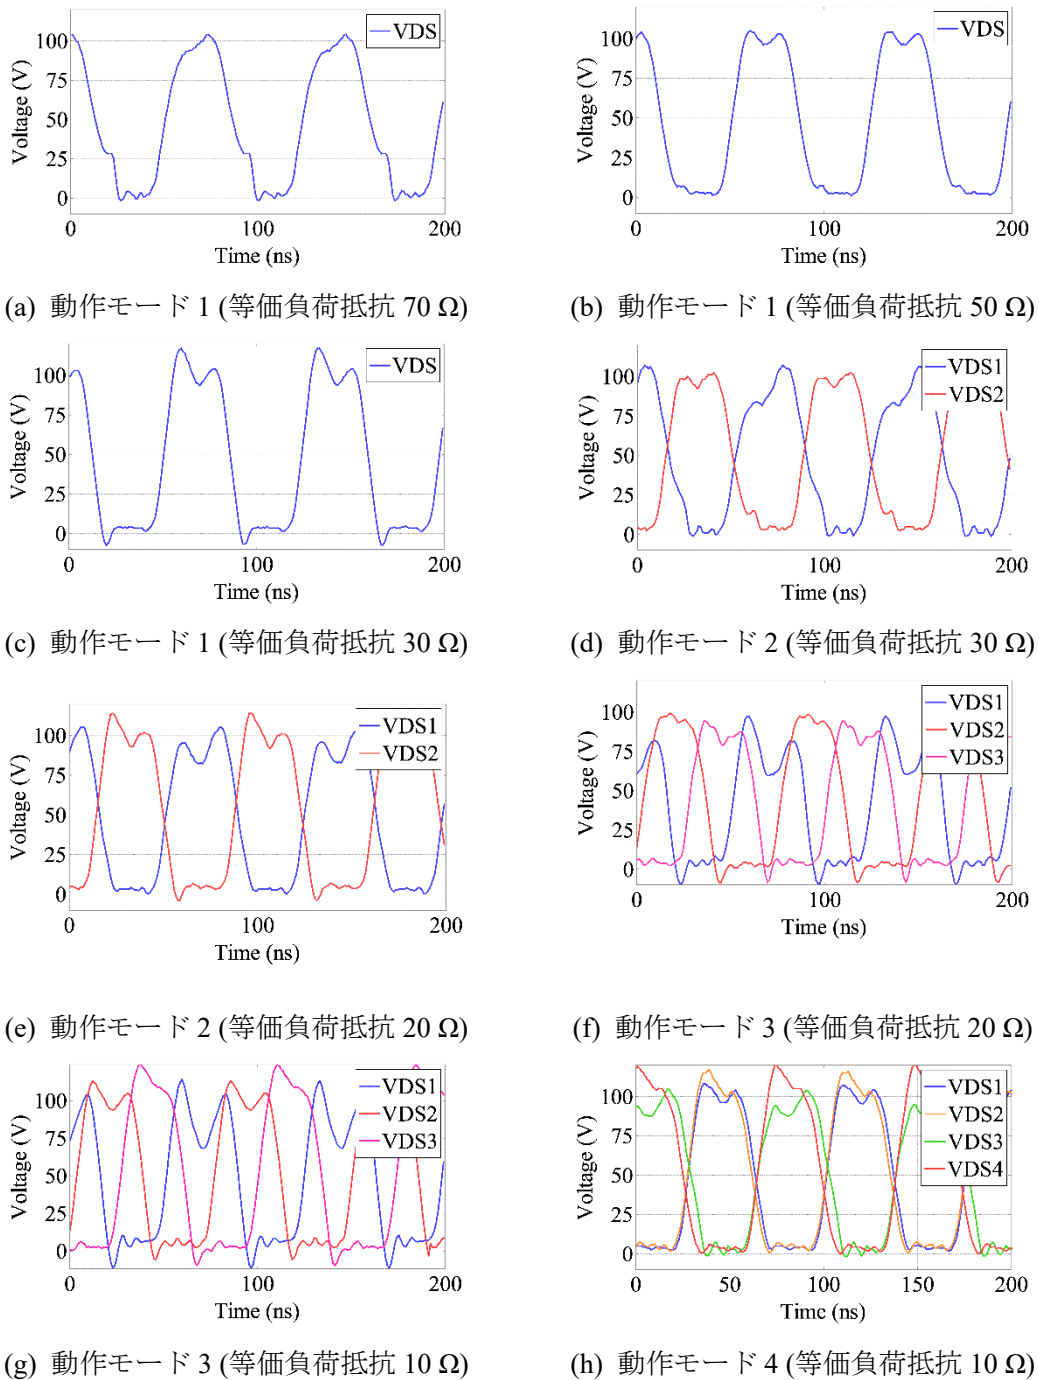 VDS
100
75
50
25
0
Voltage (V)
0 100 200
Time (ns)
(a) 動作モード 1 (等価負荷抵抗 70 Ω)
VDS
100
75
50
25
0
Voltage (V)
0 100 200
Time (ns)
(b) 動作モード 1 (等価負荷抵抗 50 Ω)
VDS
100
75
50
25
0
Voltage (V)
0 100 200
Time (ns)
(c) 動作モード 1 (等価負荷抵抗 30 Ω)
VDS1
VDS2
100
75
50
25
0
Voltage (V)
0 100 200
Time (ns)
(d) 動作モード 2 (等価負荷抵抗 30 Ω)
VDS1
VDS2
100
75
50
25
0
Voltage (V)
0 100 200
Time (ns)
(e) 動作モード 2 (等価負荷抵抗 20 Ω)
VDS1
VDS2
VDS3
100
75
50
25
0
Voltage (V)
0 100 200
Time (ns)
(f) 動作モード 3 (等価負荷抵抗 20 Ω)
VDS1
VDS2
VDS3
100
75
50
25
0
Voltage (V)
0 100 200
Time (ns)
(g) 動作モード 3 (等価負荷抵抗 10 Ω)
VDS1
VDS2
VDS3
VDS4
100
75
50
25
0
Voltage (V)
0 50 100 150 200
Time (ns)
(h) 動作モード 4 (等価負荷抵抗 10 Ω)